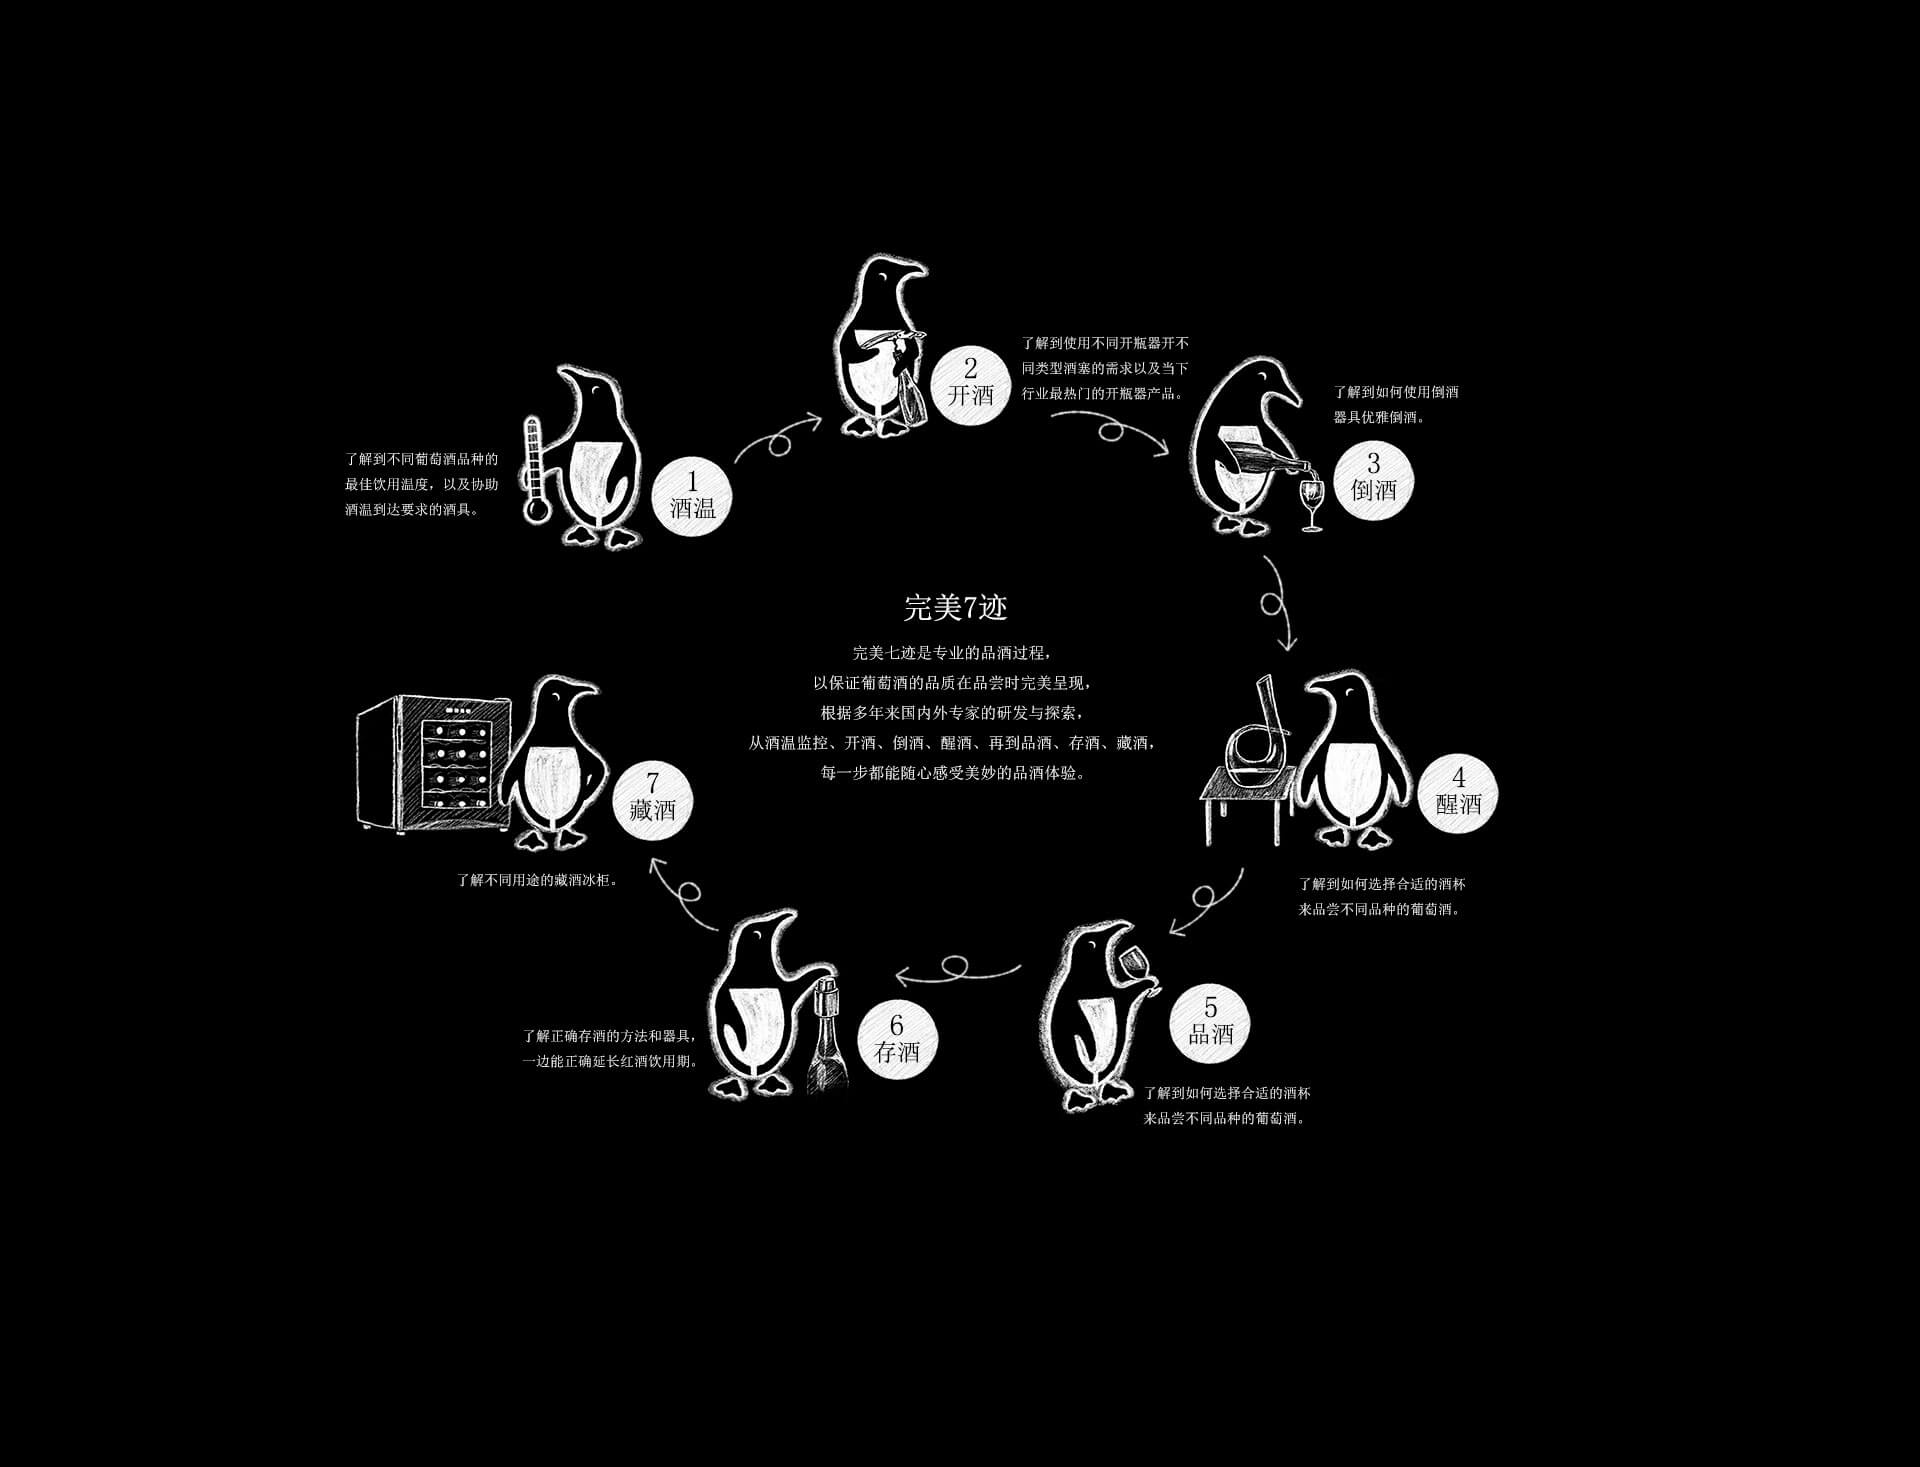 2
开酒
了解到使用不同开瓶器开不
同类型酒塞的需求以及当下
行业最热门的开瓶器产品。
了解到如何使用倒酒
器具优雅倒酒。
3
倒酒
了解到不同葡萄酒品种的
最佳饮用温度，以及协助
酒温到达要求的酒具。
1
酒温
完美7迹
完美七迹是专业的品酒过程，
以保证葡萄酒的品质在品尝时完美呈现，
根据多年来国内外专家的研发与探索，
从酒温监控、开酒、倒酒、醒酒、再到品酒、存酒、藏酒，
每一步都能随心感受美妙的品酒体验。
4
醒酒
了解到如何选择合适的酒杯
来品尝不同品种的葡萄酒。
5
品酒
了解到如何选择合适的酒杯
来品尝不同品种的葡萄酒。
6
存酒
了解正确存酒的方法和器具，
一边能正确延长红酒饮用期。
7
藏酒
了解不同用途的藏酒冰柜。